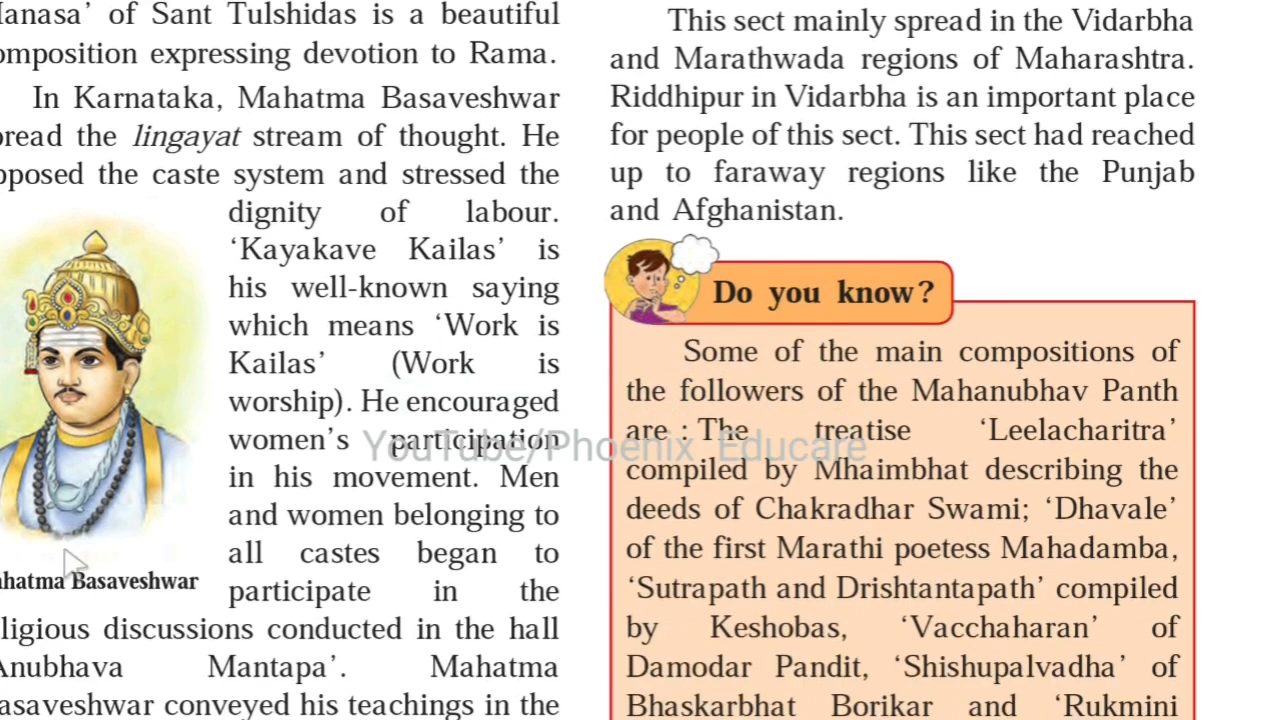 Manasa’ of Sant Tulshidas is a beautiful
composition expressing devotion to Rama.
In Karnataka, Mahatma Basaveshwar
spread the lingayat stream of thought. He
opposed the caste system and stressed the
dignity of labour.
‘Kayakave Kailas’ is
his well-known saying
which means ‘Work is
Kailas’ (Work is
worship). He encouraged
women’s participation
in his movement. Men
and women belonging to
all castes began to
participate in the
religious discussions conducted in the hall
‘Anubhava Mantapa’. Mahatma
Basaveshwar conveyed his teachings in the
Mahatma Basaveshwar
This sect mainly spread in the Vidarbha
and Marathwada regions of Maharashtra.
Riddhipur in Vidarbha is an important place
for people of this sect. This sect had reached
up to faraway regions like the Punjab
and Afghanistan.
Do you know?
Some of the main compositions of
the followers of the Mahanubhav Panth
are : The treatise ‘Leelacharitra’
compiled by Mhaimbhat describing the
deeds of Chakradhar Swami; ‘Dhavale’
of the first Marathi poetess Mahadamba,
‘Sutrapath and Drishtantapath’ compiled
by Keshobas, ‘Vacchaharan’ of
Damodar Pandit, ‘Shishupalvadha’ of
Bhaskarbhat Borikar and ‘Rukmini
YouTube/Phoenix Educare